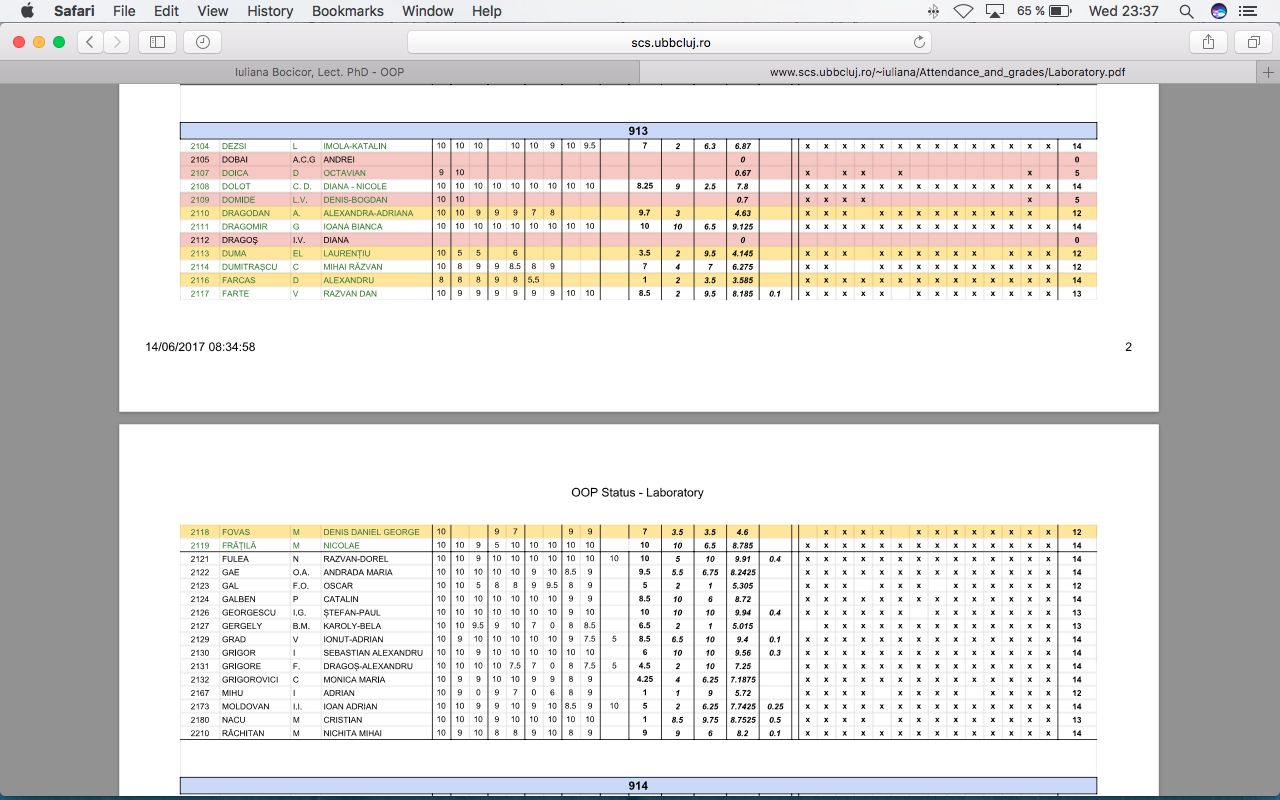 Safari File Edit View History Bookmarks Window Help 65 % Wed 23:37
scs.ubbcluj.ro
Iuliana Bocicor, Lect. PhD - OOP www.scs.ubbcluj.ro/~iuliana/Attendance_and_grades/Laboratory.pdf
913
2104 DEZSI L IMOLA-KATALIN 10 10 10 10 10 9 10 9.5 7 2 6.3 6.87 x x x x x x x x x x x x x x 14
2105 DOBAI A.C.G ANDREI 0 0
2107 DOICA D OCTAVIAN 9 10 0.67 x x x x x 5
2108 DOLOT C. D. DIANA - NICOLE 10 10 10 10 10 10 10 10 10 8.25 9 2.5 7.8 x x x x x x x x x x x x x x 14
2109 DOMIDE L.V. DENIS-BOGDAN 10 10 0.7 x x x x x 5
2110 DRAGODAN A. ALEXANDRA-ADRIANA 10 10 9 9 9 7 8 9.7 3 4.63 x x x x x x x x x x x x 12
2111 DRAGOMIR G IOANA BIANCA 10 10 10 10 10 10 10 10 10 10 10 6.5 9.125 x x x x x x x x x x x x x x 14
2112 DRAGOȘ I.V. DIANA 0 0
2113 DUMA EL LAURENȚIU 10 5 5 6 3.5 2 9.5 4.145 x x x x x x x x x x x x 12
2114 DUMITRAȘCU C MIHAI RĂZVAN 10 8 9 9 8.5 8 9 7 4 7 6.275 x x x x x x x x x x x x 12
2116 FARCAS D ALEXANDRU 8 8 8 9 8 5,5 1 2 3.5 3.585 x x x x x x x x x x x x x x 14
2117 FARTE V RAZVAN DAN 10 9 9 9 9 9 9 10 10 8.5 2 9.5 8.185 0.1 x x x x x x x x x x x x x 13
14/06/2017 08:34:58 2
OOP Status - Laboratory
2118 FOVAS M DENIS DANIEL GEORGE 10 9 7 9 9 7 3.5 3.5 4.6 x x x x x x x x x x x x 12
2119 FRĂȚILĂ M NICOLAE 10 10 9 5 10 10 10 10 10 10 10 6.5 8.785 x x x x x x x x x x x x x x 14
2121 FULEA N RAZVAN-DOREL 10 10 10 9 10 10 10 10 10 10 10 5 10 9.91 0.4 x x x x x x x x x x x x x x 14
2122 GAE O.A. ANDRADA MARIA 10 10 10 10 10 9 10 8.5 9 9.5 5.5 6.75 8.2425 x x x x x x x x x x x x x x 14
2123 GAL F.O. OSCAR 10 10 5 8 8 9 9.5 8 9 5 2 1 5.305 x x x x x x x x x x x x 12
2124 GALBEN P CATALIN 10 10 10 10 10 10 10 9 9 8.5 10 6 8.72 x x x x x x x x x x x x x x 14
2126 GEORGESCU I.G. ȘTEFAN-PAUL 10 10 10 10 10 10 10 9 10 10 10 10 9.94 0.4 x x x x x x x x x x x x x 13
2127 GERGELY B.M. KAROLY-BELA 10 10 9.5 9 10 7 0 8 8.5 6.5 2 1 5.015 x x x x x x x x x x x x x 13
2129 GRAD V IONUT-ADRIAN 10 9 10 10 10 10 10 9 7.5 5 8.5 6.5 10 9.4 0.1 x x x x x x x x x x x x x x 14
2130 GRIGOR I SEBASTIAN ALEXANDRU 10 10 9 10 10 10 10 9 10 6 10 10 9.56 0.3 x x x x x x x x x x x x x x 14
2131 GRIGORE F. DRAGOȘ-ALEXANDRU 10 10 10 10 7.5 7 0 8 7.5 5 4.5 2 10 7.25 x x x x x x x x x x x x x x 14
2132 GRIGOROVICI C MONICA MARIA 10 9 9 10 10 9 9 8 9 4.25 4 6.25 7.1875 x x x x x x x x x x x x x x 14
2167 MIHU I ADRIAN 10 9 0 9 7 0 6 8 9 1 1 9 5.72 x x x x x x x x x x x x 12
2173 MOLDOVAN I.I. IOAN ADRIAN 10 10 10 9 10 9 10 8.5 9 10 5 2 6.25 7.7425 0.25 x x x x x x x x x x x x x x 14
2180 NACU M CRISTIAN 10 10 10 9 10 10 10 10 10 1 8.5 9.75 8.7525 0.5 x x x x x x x x x x x x x 13
2210 RĂCHITAN M NICHITA MIHAI 10 9 10 8 8 9 10 8 9 9 9 6 8.2 0.1 x x x x x x x x x x x x x x 14
914